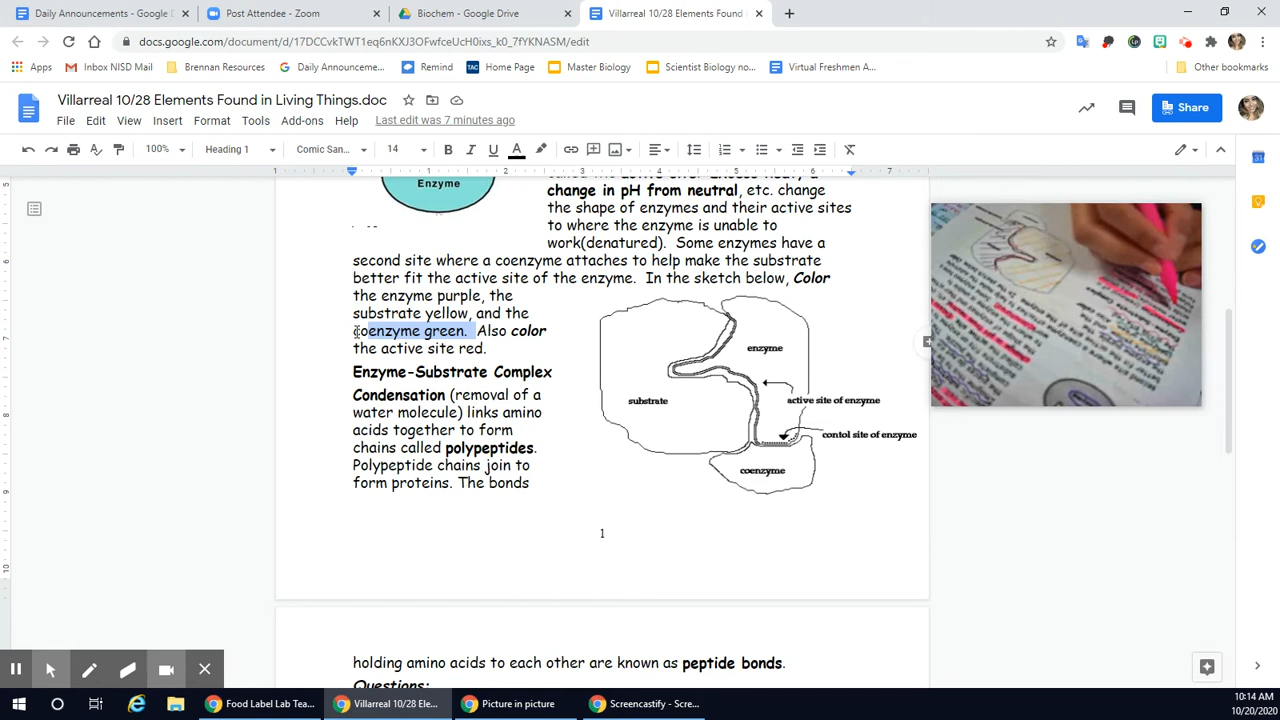 Daily Announcements - Google D
Post Attendee - Zoom
Biochem - Google Drive
Villarreal 10/28 Elements Found i
docs.google.com/document/d/17DCCvkTWT1eq6nKXJ3OFwfceUcH0ixs_k0_7fYKNASM/edit
Apps
Inbox NISD Mail
Brennan Resources
Daily Announceme...
Remind
Home Page
Master Biology
Scientist Biology no...
Virtual Freshmen A...
Other bookmarks
Villarreal 10/28 Elements Found in Living Things.doc
File Edit View Insert Format Tools Add-ons Help
Last edit was 7 minutes ago
Share
100%
Heading 1
Comic San...
14
Enzyme
change in pH from neutral, etc. change
the shape of enzymes and their active sites
to where the enzyme is unable to
work(denatured). Some enzymes have a
second site where a coenzyme attaches to help make the substrate
better fit the active site of the enzyme. In the sketch below, Color
the enzyme purple, the
substrate yellow, and the
coenzyme green. Also color
the active site red.
Enzyme-Substrate Complex
Condensation (removal of a
water molecule) links amino
acids together to form
chains called polypeptides.
Polypeptide chains join to
form proteins. The bonds
enzyme
substrate
active site of enzyme
contol site of enzyme
coenzyme
1
holding amino acids to each other are known as peptide bonds.
Questions:
Food Label Lab Tea...
Villarreal 10/28 Ele...
Picture in picture
Screencastify - Scre...
10:14 AM
10/20/2020